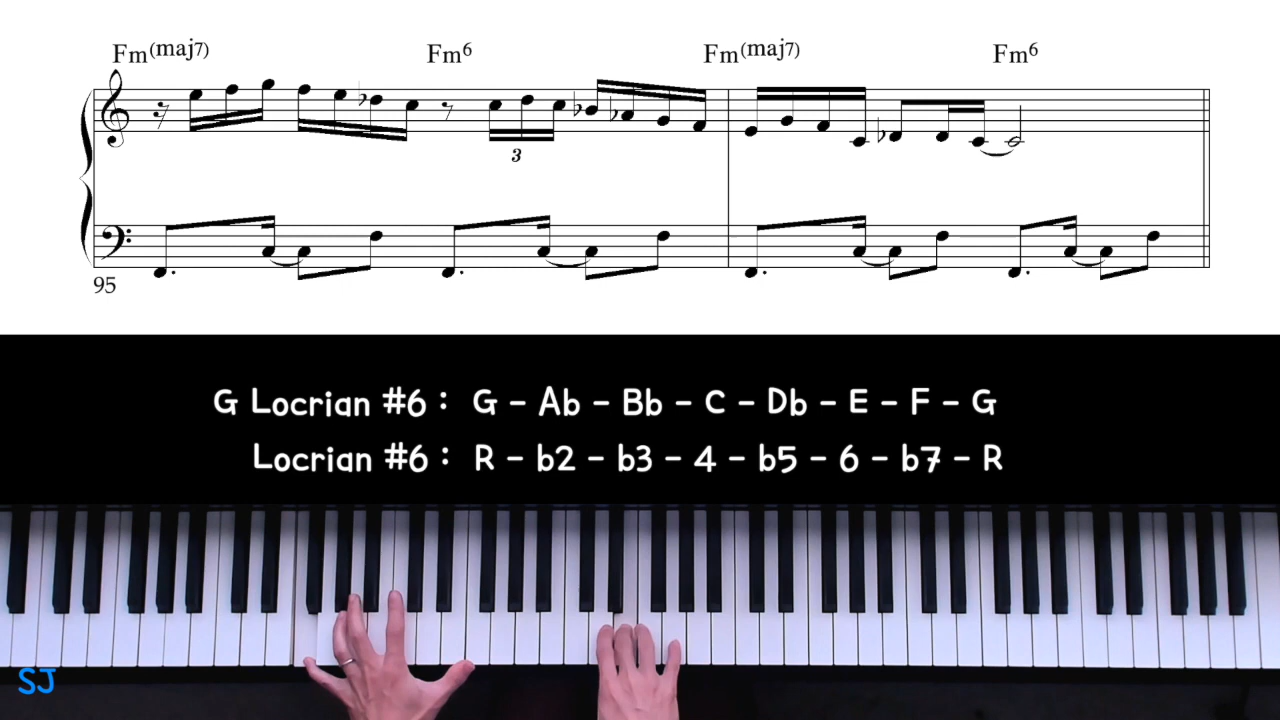 Fm(maj7) Fm6 Fm(maj7) Fm6
3
95
G Locrian #6 : G - Ab - Bb - C - Db - E - F - G
Locrian #6 : R - b2 - b3 - 4 - b5 - 6 - b7 - R
SJ